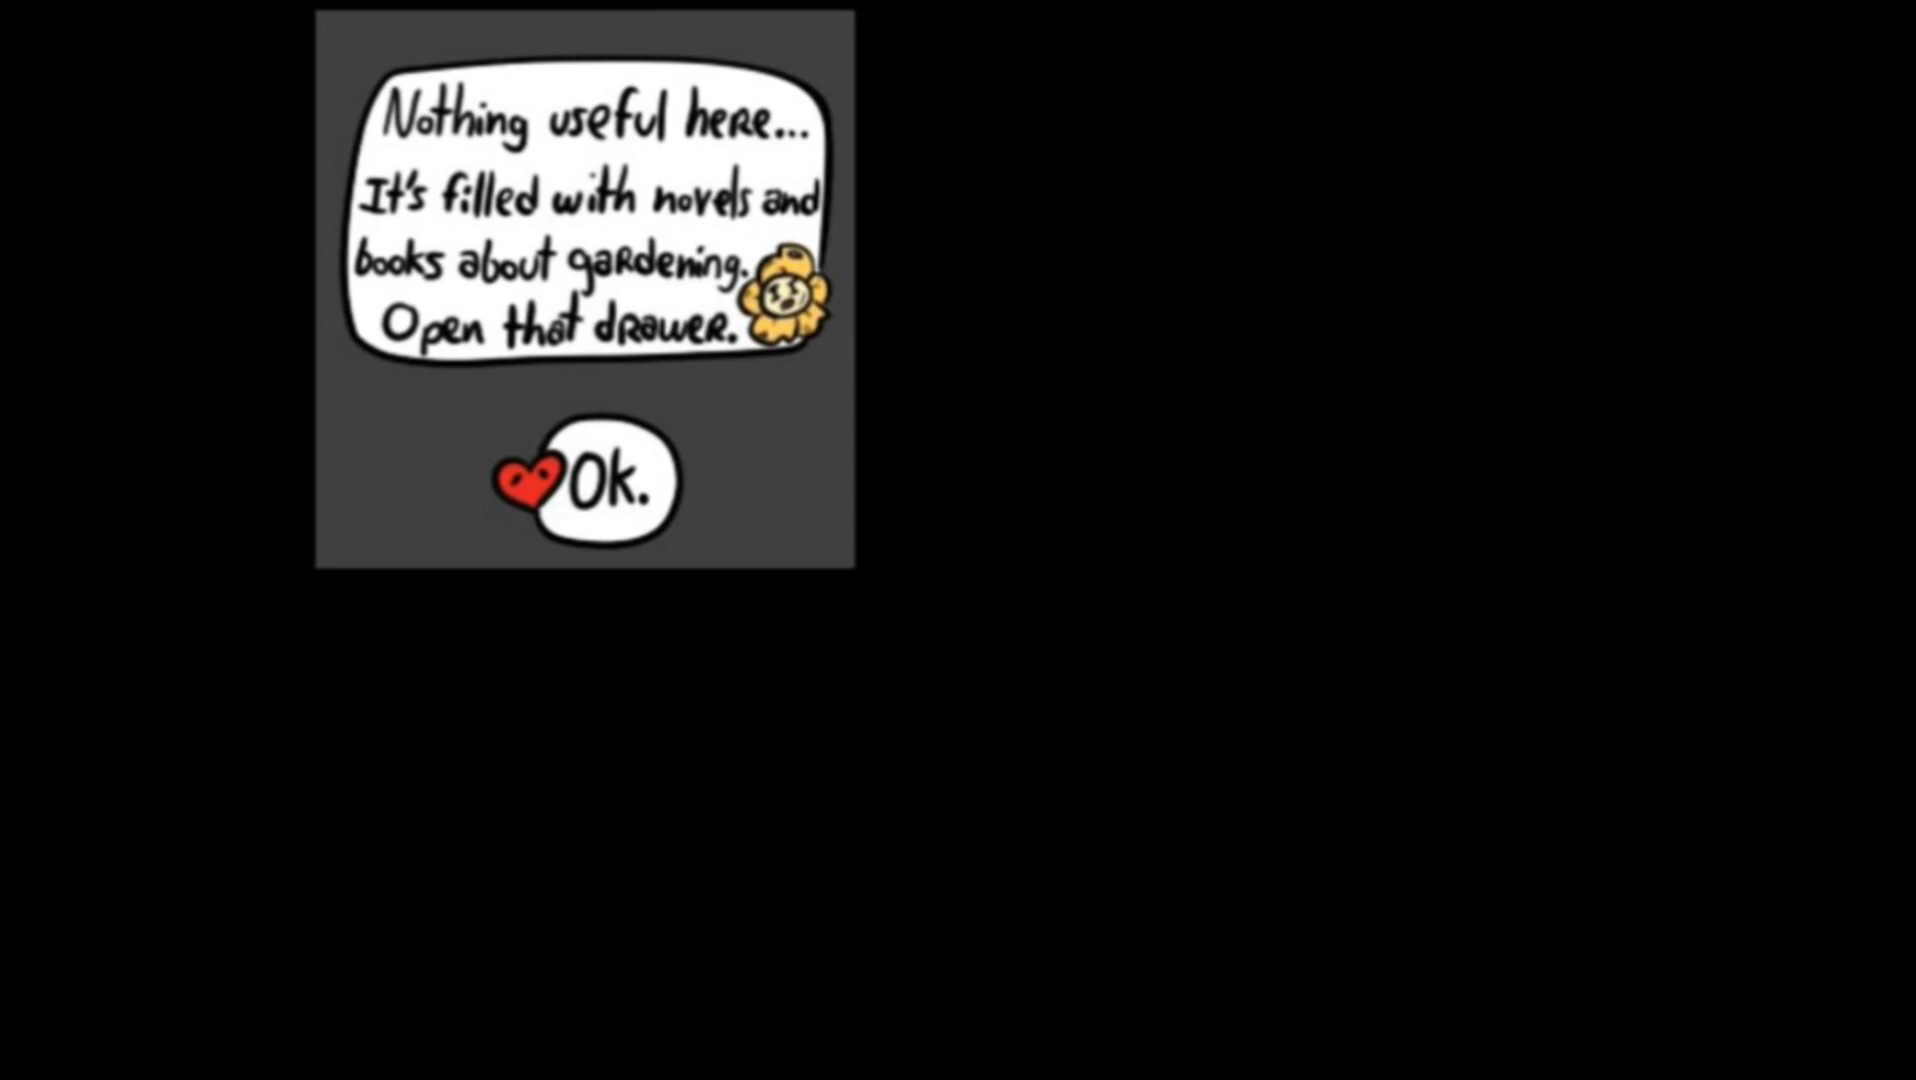 Nothing useful here...
It's filled with novels and
books about gardening.
Open that drawer.
Ok.